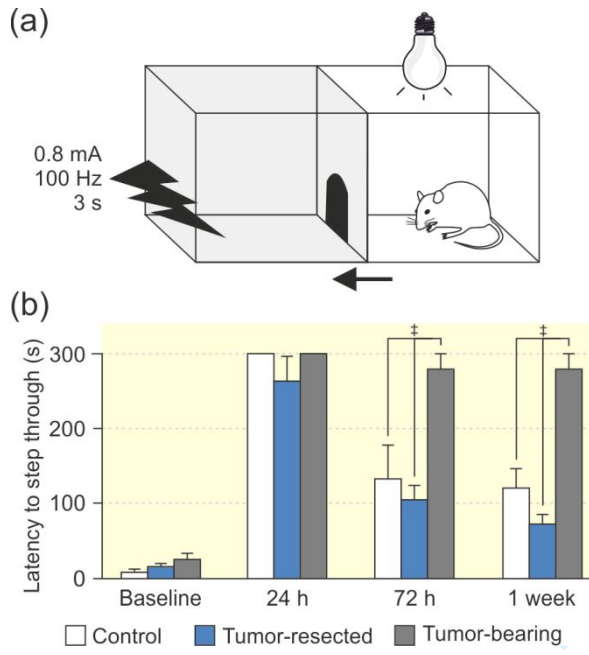 (a)
0.8 mA
100 Hz
3 s
(b)
Latency to step through (s)
300
200
100
0
‡
‡
Baseline 24 h 72 h 1 week
Control Tumor-resected Tumor-bearing